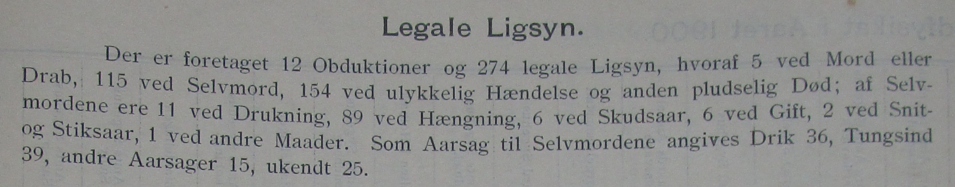 Legale Ligsyn.
Der er foretaget 12 Obduktioner og 274 legale Ligsyn, hvoraf 5 ved Mord eller
Drab, 115 ved Selvmord, 154 ved ulykkelig Hændelse og anden pludselig Død; af Selv-
mordene ere 11 ved Drukning, 89 ved Hængning, 6 ved Skudsaar, 6 ved Gift, 2 ved Snit-
og Stiksaar, 1 ved andre Maader. Som Aarsag til Selvmordene angives Drik 36, Tungsind
39, andre Aarsager 15, ukendt 25.